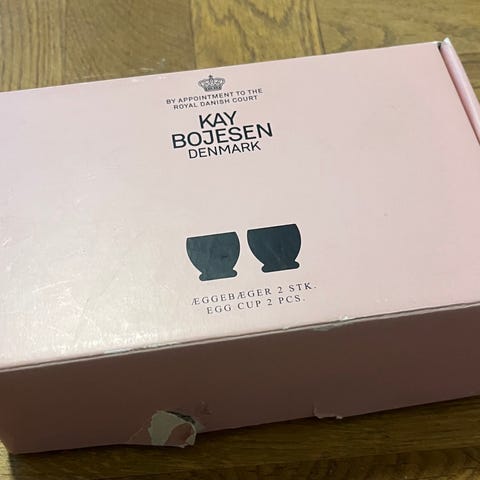 BY APPOINTMENT TO THE
ROYAL DANISH COURT
KAY
BOJESEN
DENMARK
ÆGGEBÆGER 2 STK.
EGG CUP 2 PCS.